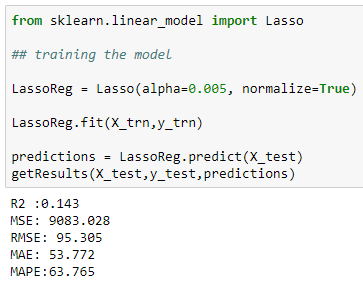 from sklearn.linear_model import Lasso
## training the model
LassoReg = Lasso(alpha=0.005, normalize=True)
LassoReg.fit(X_trn,y_trn)
predictions = LassoReg.predict(X_test)
getResults(X_test,y_test,predictions)
R2 :0.143
MSE: 9083.028
RMSE: 95.305
MAE: 53.772
MAPE:63.765